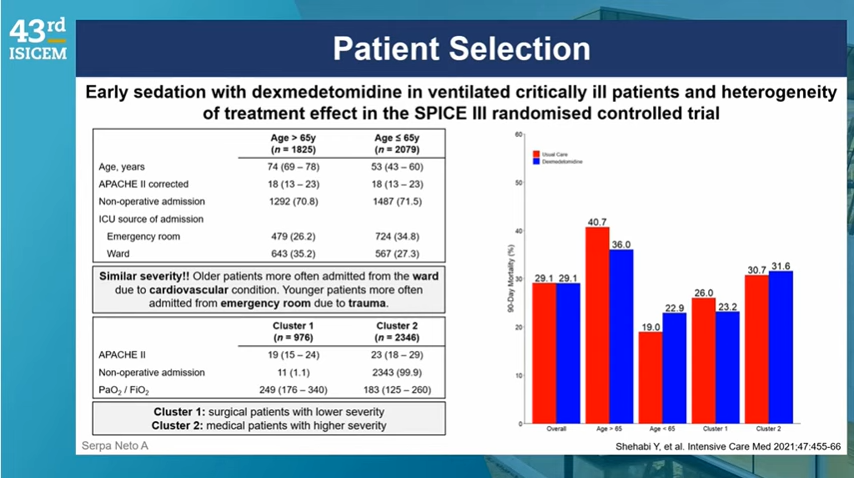 43rd
ISICEM
Patient Selection
Early sedation with dexmedetomidine in ventilated critically ill patients and heterogeneity
of treatment effect in the SPICE III randomised controlled trial
Age > 65y Age ≤ 65y
(n = 1825) (n = 2079)
Age, years 74 (69 – 78) 53 (43 – 60)
APACHE II corrected 18 (13 – 23) 18 (13 – 23)
Non-operative admission 1292 (70.8) 1487 (71.5)
ICU source of admission
Emergency room 479 (26.2) 724 (34.8)
Ward 643 (35.2) 567 (27.3)
Similar severity!! Older patients more often admitted from the ward
due to cardiovascular condition. Younger patients more often
admitted from emergency room due to trauma.
Cluster 1 Cluster 2
(n = 976) (n = 2346)
APACHE II 19 (15 – 24) 23 (18 – 29)
Non-operative admission 11 (1.1) 2343 (99.9)
PaO2 / FiO2 249 (176 – 340) 183 (125 – 260)
Cluster 1: surgical patients with lower severity
Cluster 2: medical patients with higher severity
Serpa Neto A
90-Day Mortality (%)
60
50
40
30
20
10
0
Usual Care
Dexmedetomidine
29.1 29.1
40.7 36.0
19.0 22.9
26.0 23.2
30.7 31.6
Overall Age > 65 Age < 65 Cluster 1 Cluster 2
Shehabi Y, et al. Intensive Care Med 2021;47:455-66